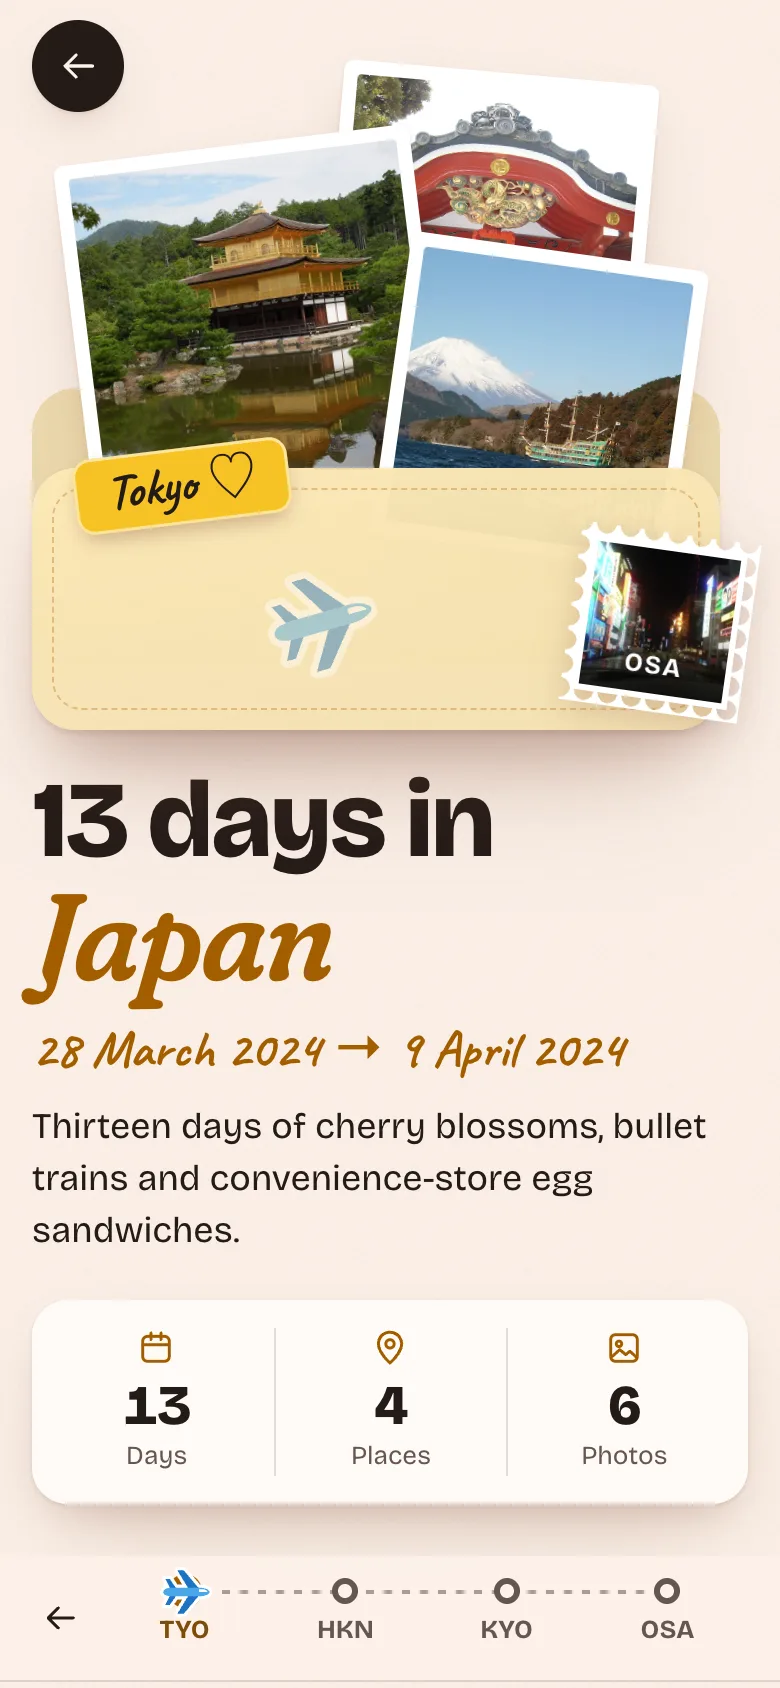 Tokyo ♡
OSA
13 days in
Japan
28 March 2024 → 9 April 2024
Thirteen days of cherry blossoms, bullet
trains and convenience-store egg
sandwiches.
13
Days
4
Places
6
Photos
TYO
HKN
KYO
OSA